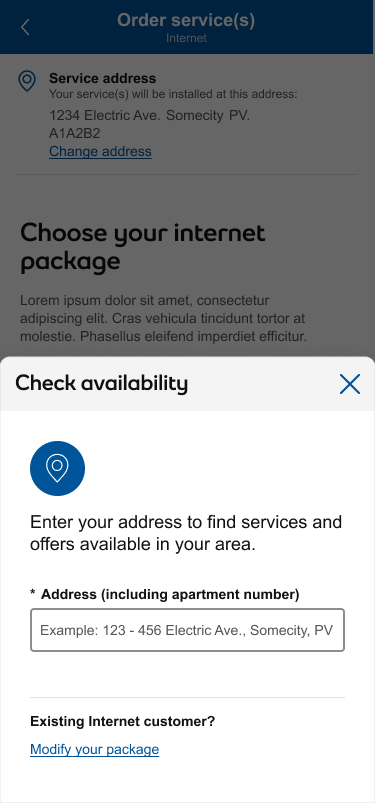 Order service(s)
Internet
Service address
Your service(s) will be installed at this address:
1234 Electric Ave. Somecity PV.
A1A2B2
Change address
Choose your internet
package
Lorem ipsum dolor sit amet, consectetur
adipiscing elit. Cras vehicula tincidunt tortor at
molestie. Phasellus eleifend imperdiet efficitur.
Check availability
Enter your address to find services and
offers available in your area.
* Address (including apartment number)
Example: 123 - 456 Electric Ave., Somecity, PV
Existing Internet customer?
Modify your package